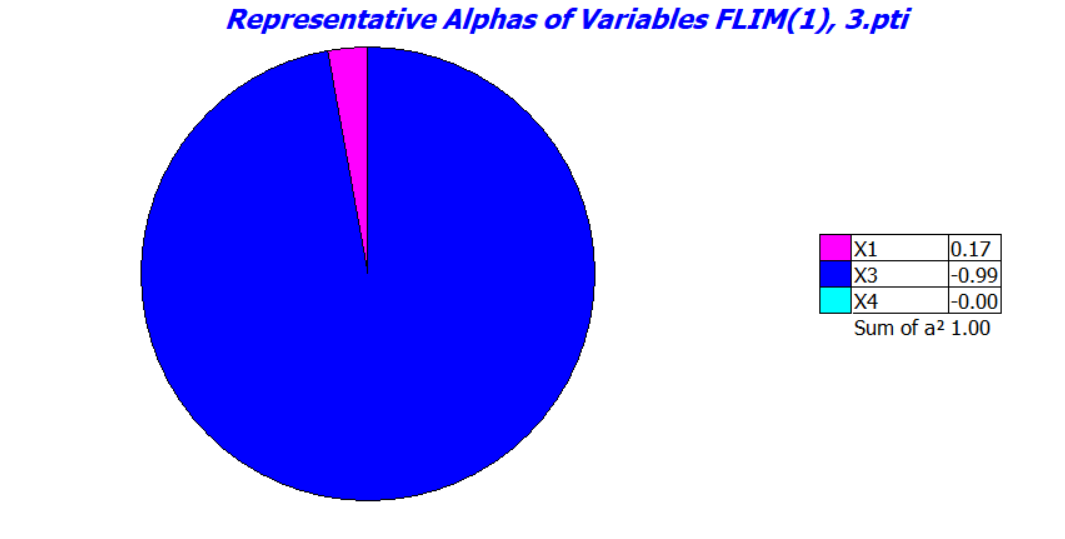 Representative Alphas of Variables FLIM(1), 3.pti
X1 0.17
X3 -0.99
X4 -0.00
Sum of a² 1.00